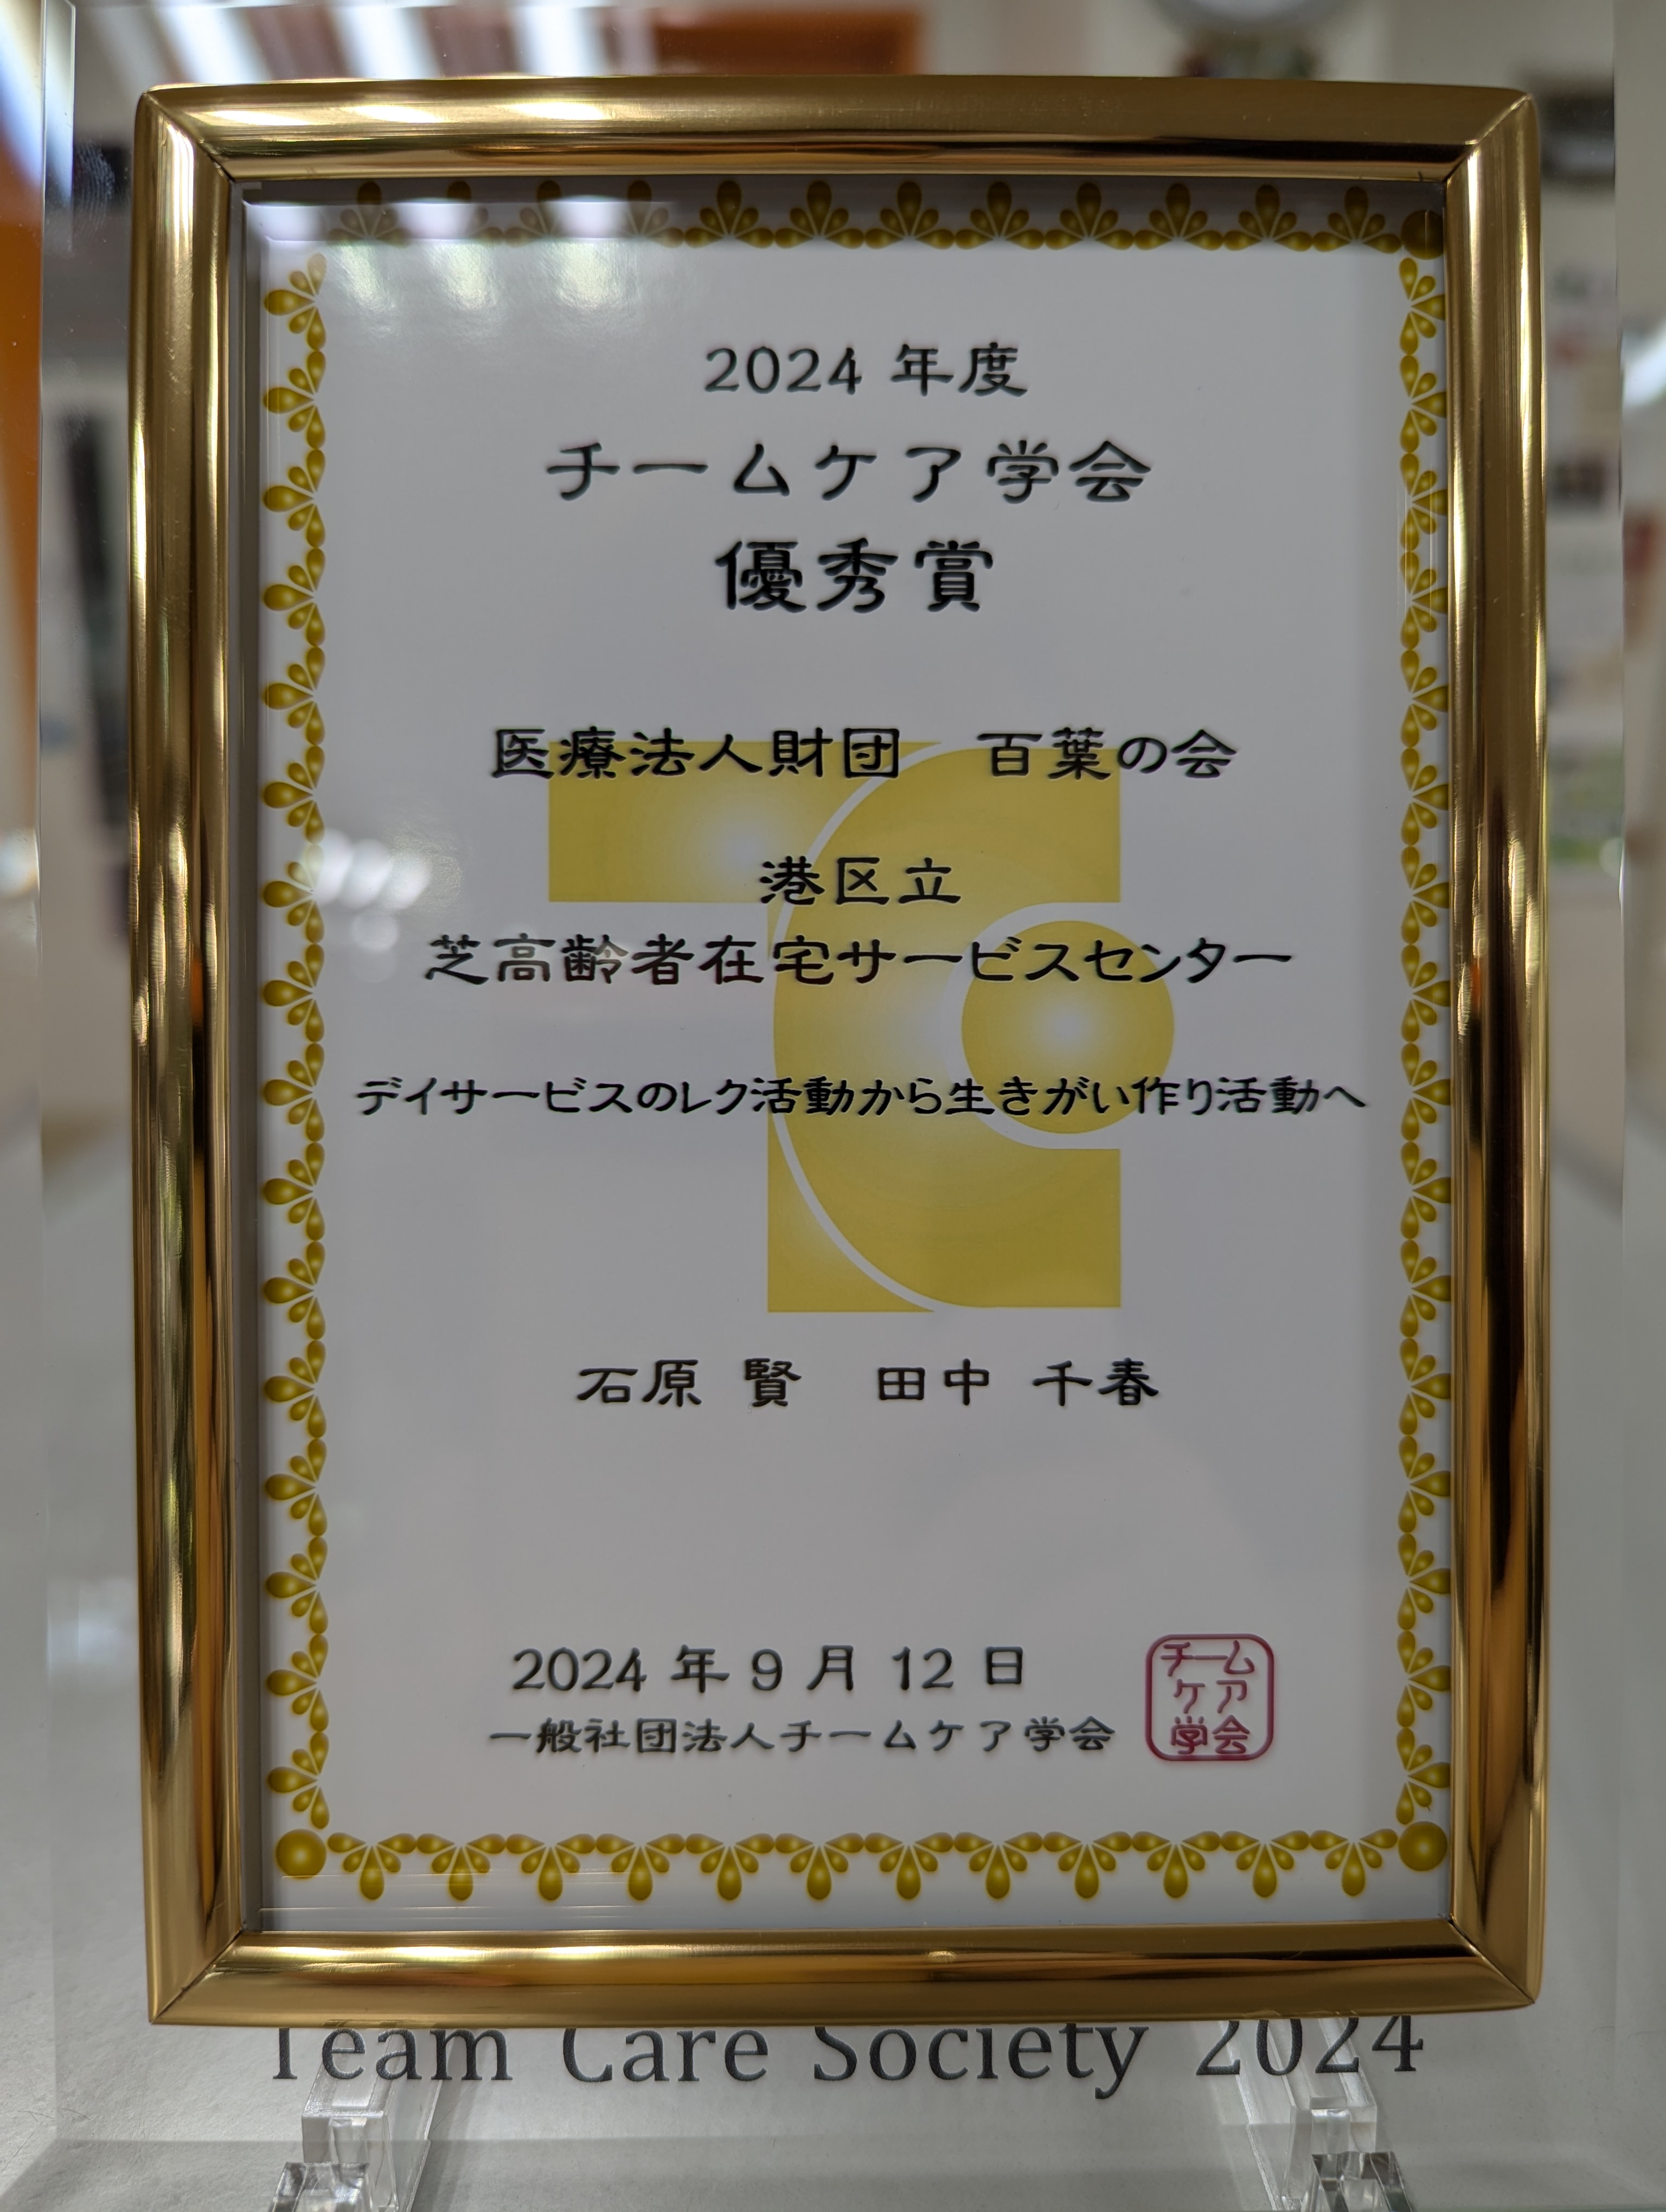 2024 年度
チームケア学会
優秀賞
医療法人財団　百葉の会
港区立
芝高齢者在宅サービスセンター
デイサービスのレク活動から生きがい作り活動へ
石原 賢　田中 千春
2024 年 9 月 12 日
一般社団法人チームケア学会
チーム
ケア
学会
Team Care Society 2024